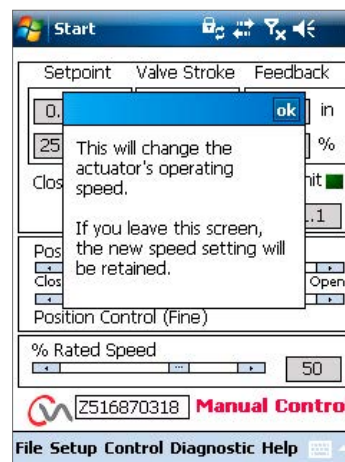 Start
Setpoint Valve Stroke Feedback
0. ok in
25 %
This will change the
actuator's operating
speed.
If you leave this screen,
the new speed setting will
be retained.
Clos nit
.1
Pos
Clos Open
Position Control (Fine)
% Rated Speed
50
Z516870318 Manual Contro
File Setup Control Diagnostic Help